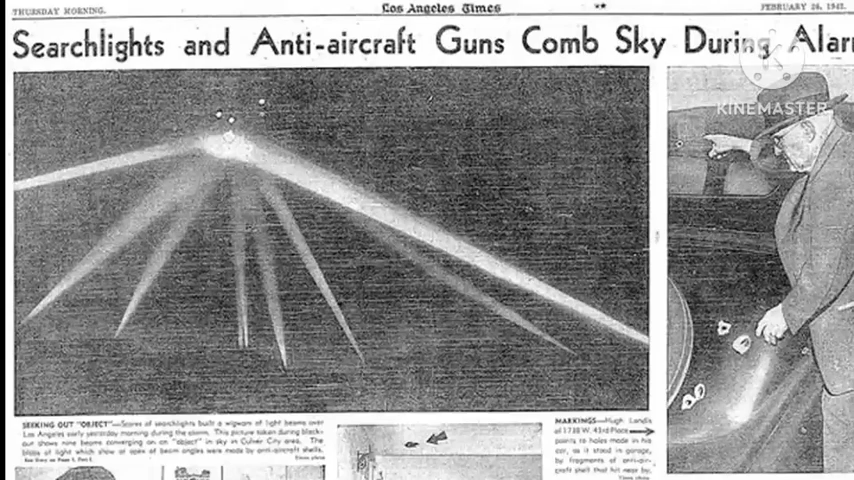 THURSDAY MORNING.
Los Angeles Times
★★
FEBRUARY 26, 1942.
Searchlights and Anti-aircraft Guns Comb Sky During Alar
KINEMASTER
SEEKING OUT "OBJECT"—Scores of searchlights built a wigwam of light beams over
Los Angeles early yesterday morning during the alarm. This picture taken during black-
out shows nine beams converging on an "object" in sky in Culver City area. The
blobs of light which show at apex of beam angles were made by anti-aircraft shells.
Times photo
MARKINGS—Hugh Landis
of 1738 W. 43rd Place
points to holes made in his
car, as it stood in garage,
by fragments of anti-air-
craft shell that hit near by.
Times photo